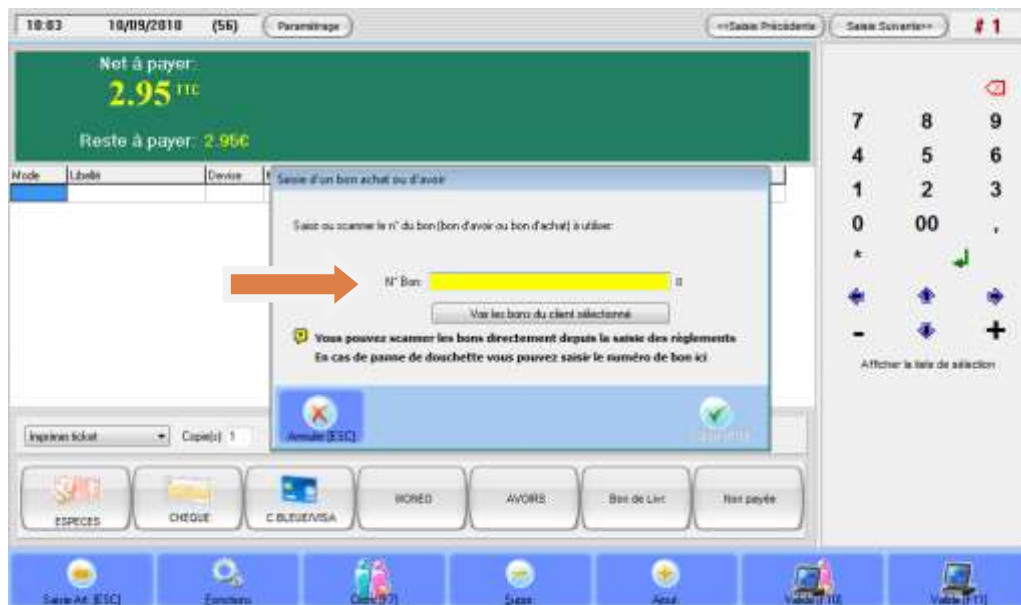 10:03 10/09/2010 (56) Paramétrage <<Saisie Précédente Saisie Suivante>> # 1
Net à payer:
2.95 TTC
Reste à payer: 2.95€
Mode Libellé Devise
Saisie d'un bon achat ou d'avoir
Saisir ou scanner le n° du bon (bon d'avoir ou bon d'achat) à utiliser:
N° Bon: 0
Voir les bons du client sélectionné
Vous pouvez scanner les bons directement depuis la saisie des règlements
En cas de panne de douchette vous pouvez saisir le numéro de bon ici
Annuler [ESC]
7 8 9
4 5 6
1 2 3
0 00 ,
*
- +
Afficher la liste de sélection
Imprimer ticket Copie(s) 1
ESPECES CHEQUE C.BLEUE/VISA MONEO AVOIRS Bon de Livr. Non payée
Saisie Art. [ESC] Fonctions Client [F7] Suppr. Ajout Valide [F10] Valide [F11]